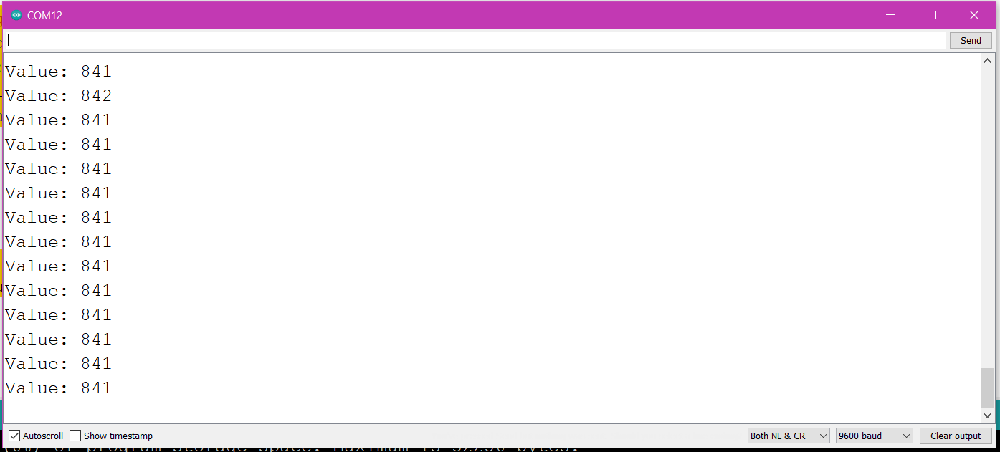 COM12
Send
Value: 841
Value: 842
Value: 841
Value: 841
Value: 841
Value: 841
Value: 841
Value: 841
Value: 841
Value: 841
Value: 841
Value: 841
Value: 841
Value: 841
Autoscroll Show timestamp Both NL & CR 9600 baud Clear output
of program storage space. Maximum is bytes.